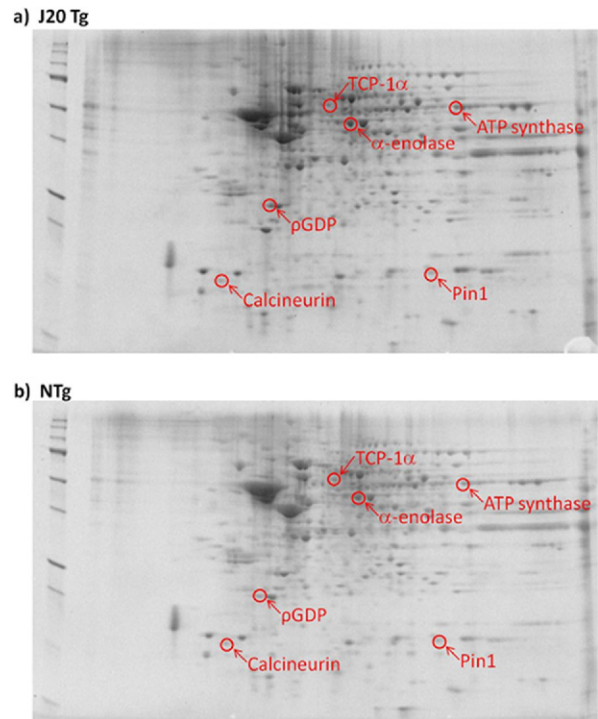 a) J20 Tg
TCP-1α
ATP synthase
α-enolase
ρGDP
Calcineurin
Pin1
b) NTg
TCP-1α
ATP synthase
α-enolase
ρGDP
Calcineurin
Pin1